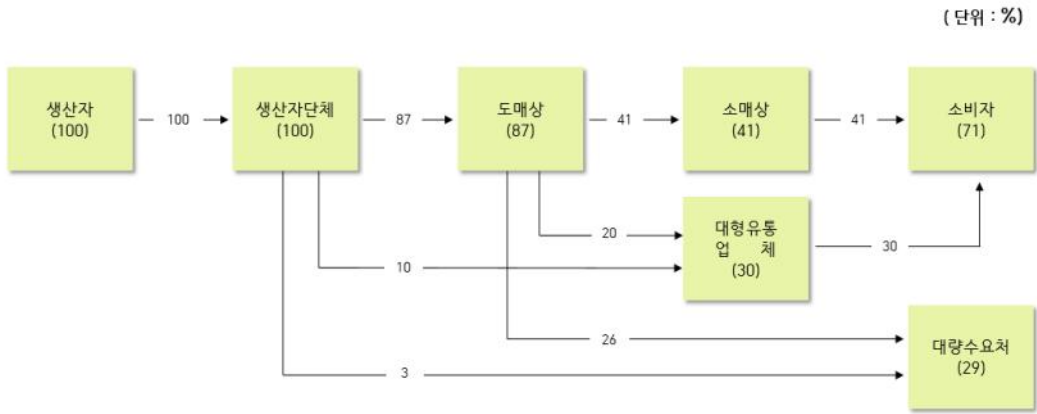 ( 단위 : %)
생산자
(100)
100
생산자단체
(100)
87
도매상
(87)
41
소매상
(41)
41
소비자
(71)
20
10
대형유통
업 체
(30)
30
26
3
대량수요처
(29)